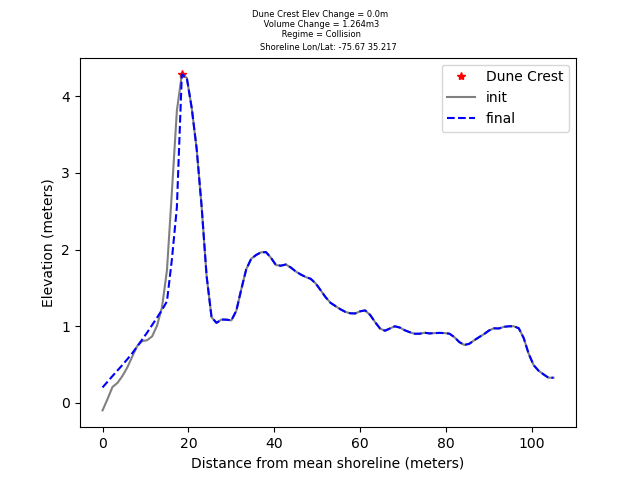 Dune Crest Elev Change = 0.0m
Volume Change = 1.264m3
Regime = Collision
Shoreline Lon/Lat: -75.67 35.217
Dune Crest
init
final
Elevation (meters)
4
3
2
1
0
0 20 40 60 80 100
Distance from mean shoreline (meters)